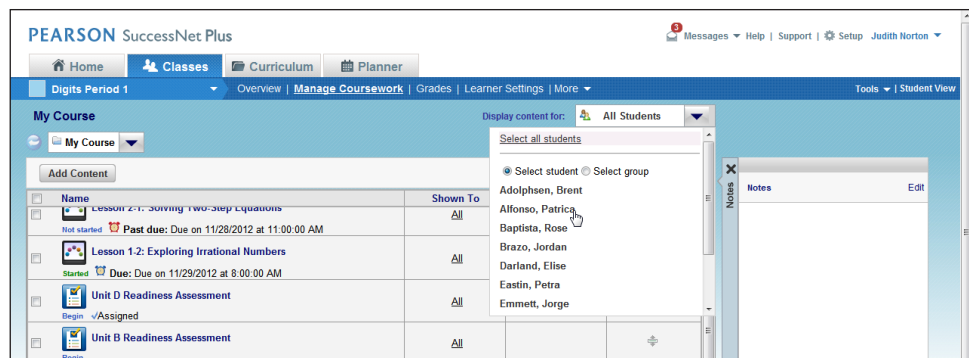 PEARSON SuccessNet Plus
3 Messages Help | Support | Setup Judith Norton
Home Classes Curriculum Planner
Digits Period 1 Overview | Manage Coursework | Grades | Learner Settings | More Tools | Student View
My Course Display content for: All Students
My Course
Select all students
Add Content
Select student Select group
Name Shown To
Adolphsen, Brent
Alfonso, Patrica
Baptista, Rose
Brazo, Jordan
Darland, Elise
Eastin, Petra
Emmett, Jorge
Notes
Notes Edit
Lesson 2-1: Solving Two-Step Equations All
Not started Past due: Due on 11/28/2012 at 11:00:00 AM
Lesson 1-2: Exploring Irrational Numbers All
Started Due: Due on 11/29/2012 at 8:00:00 AM
Unit D Readiness Assessment All
Begin Assigned
Unit B Readiness Assessment All
Begin